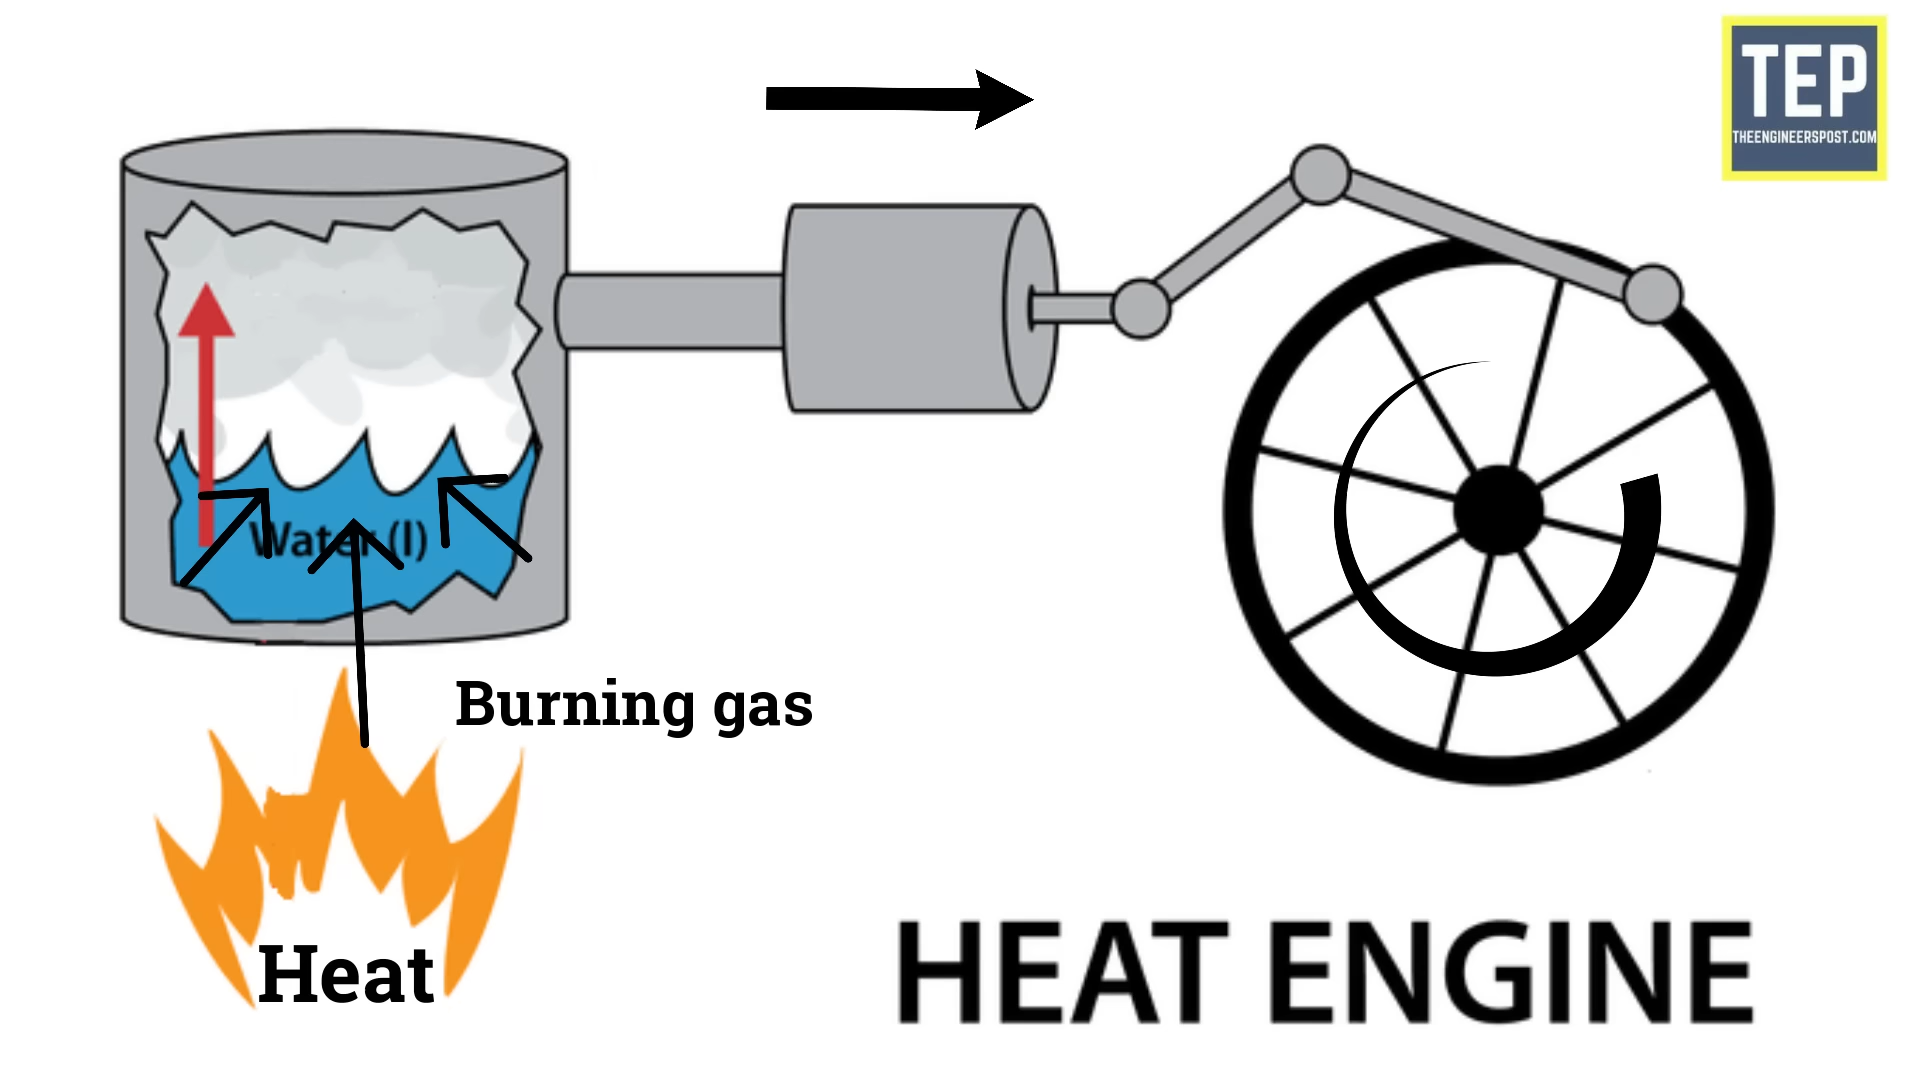 TEP
THEENGINEERSPOST.COM
Water (l)
Burning gas
Heat
HEAT ENGINE